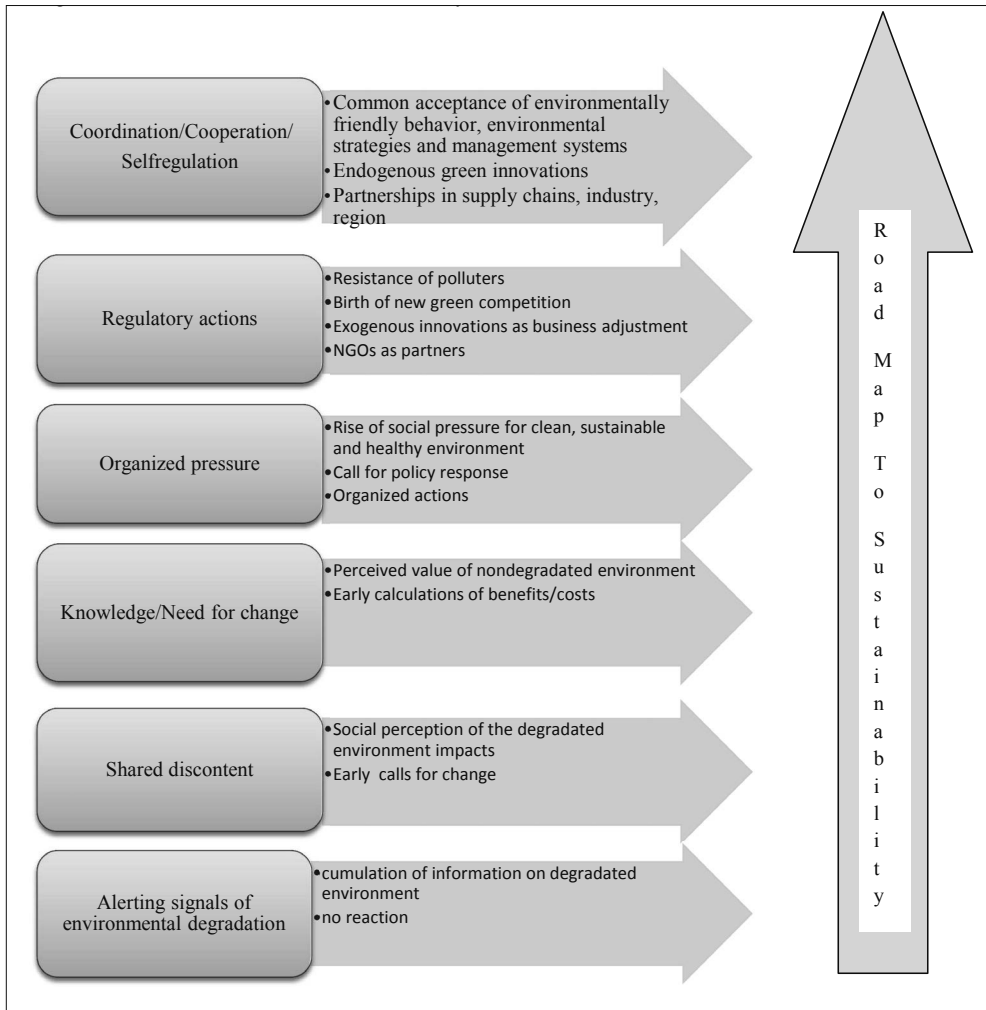 Coordination/Cooperation/
Selfregulation
•Common acceptance of environmentally
friendly behavior, environmental
strategies and management systems
•Endogenous green innovations
•Partnerships in supply chains, industry,
region
Regulatory actions
•Resistance of polluters
•Birth of new green competition
•Exogenous innovations as business adjustment
•NGOs as partners
Organized pressure
•Rise of social pressure for clean, sustainable
and healthy environment
•Call for policy response
•Organized actions
Knowledge/Need for change
•Perceived value of nondegradated environment
•Early calculations of benefits/costs
Shared discontent
•Social perception of the degradated
environment impacts
•Early calls for change
Alerting signals of
environmental degradation
•cumulation of information on degradated
environment
•no reaction
Road Map To Sustainability